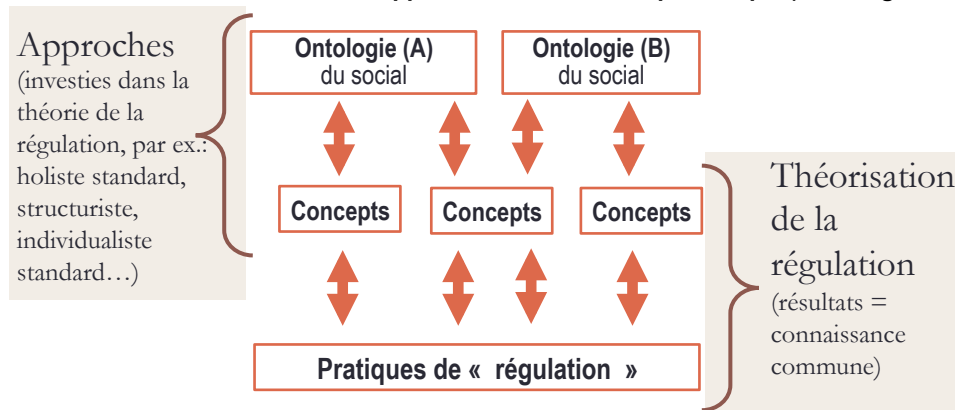 Approches
(investies dans la
théorie de la
régulation, par ex.:
holiste standard,
structuriste,
individualiste
standard…)
Ontologie (A)
du social
Ontologie (B)
du social
Concepts
Concepts
Concepts
Pratiques de « régulation »
Théorisation
de la
régulation
(résultats =
connaissance
commune)